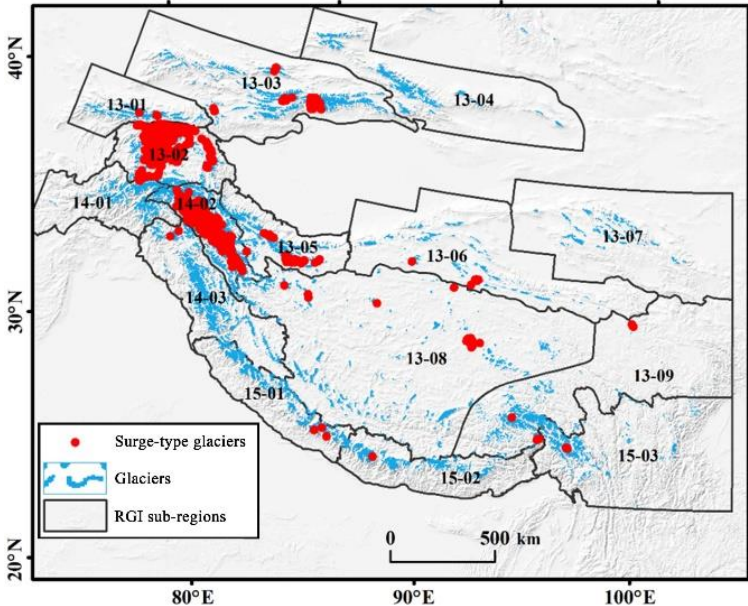 40°N
30°N
20°N
13-03
13-04
13-01
13-02
14-01
14-02
13-05
13-06
13-07
14-03
13-08
13-09
15-01
15-02
15-03
Surge-type glaciers
Glaciers
RGI sub-regions
0 500 km
80°E 90°E 100°E